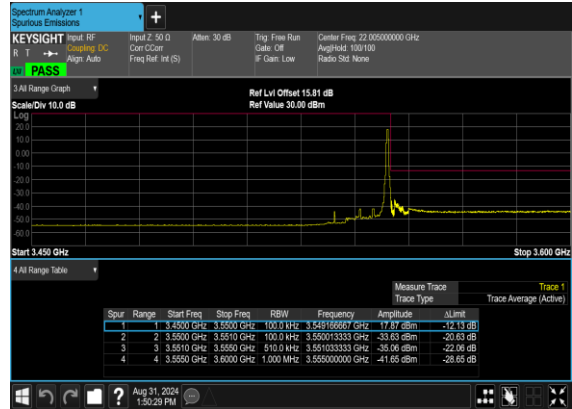 Spectrum Analyzer 1
Spurious Emissions
+
KEYSIGHT Input: RF Input Z: 50 Ω Atten: 30 dB Trig: Free Run Center Freq: 22.005000000 GHz
R T Coupling: DC Corr CCorr Gate: Off Avg|Hold: 100/100
Align: Auto Freq Ref: Int (S) IF Gain: Low Radio Std: None
PASS
3 All Range Graph
Ref Lvl Offset 15.81 dB
Scale/Div 10.0 dB Ref Value 30.00 dBm
Log
20.0
10.0
0.00
-10.0
-20.0
-30.0
-40.0
-50.0
-60.0
Start 3.450 GHz Stop 3.600 GHz
4 All Range Table
Measure Trace Trace 1
Trace Type Trace Average (Active)
Spur Range Start Freq Stop Freq RBW Frequency Amplitude ΔLimit
1 1 3.4500 GHz 3.5500 GHz 100.0 kHz 3.549166667 GHz 17.87 dBm -12.13 dB
2 2 3.5500 GHz 3.5510 GHz 100.0 kHz 3.550013333 GHz -33.63 dBm -20.63 dB
3 3 3.5510 GHz 3.5550 GHz 510.0 kHz 3.551033333 GHz -35.06 dBm -22.06 dB
4 4 3.5550 GHz 3.6000 GHz 1.000 MHz 3.555000000 GHz -41.65 dBm -28.65 dB
? Aug 31, 2024
1:50:29 PM